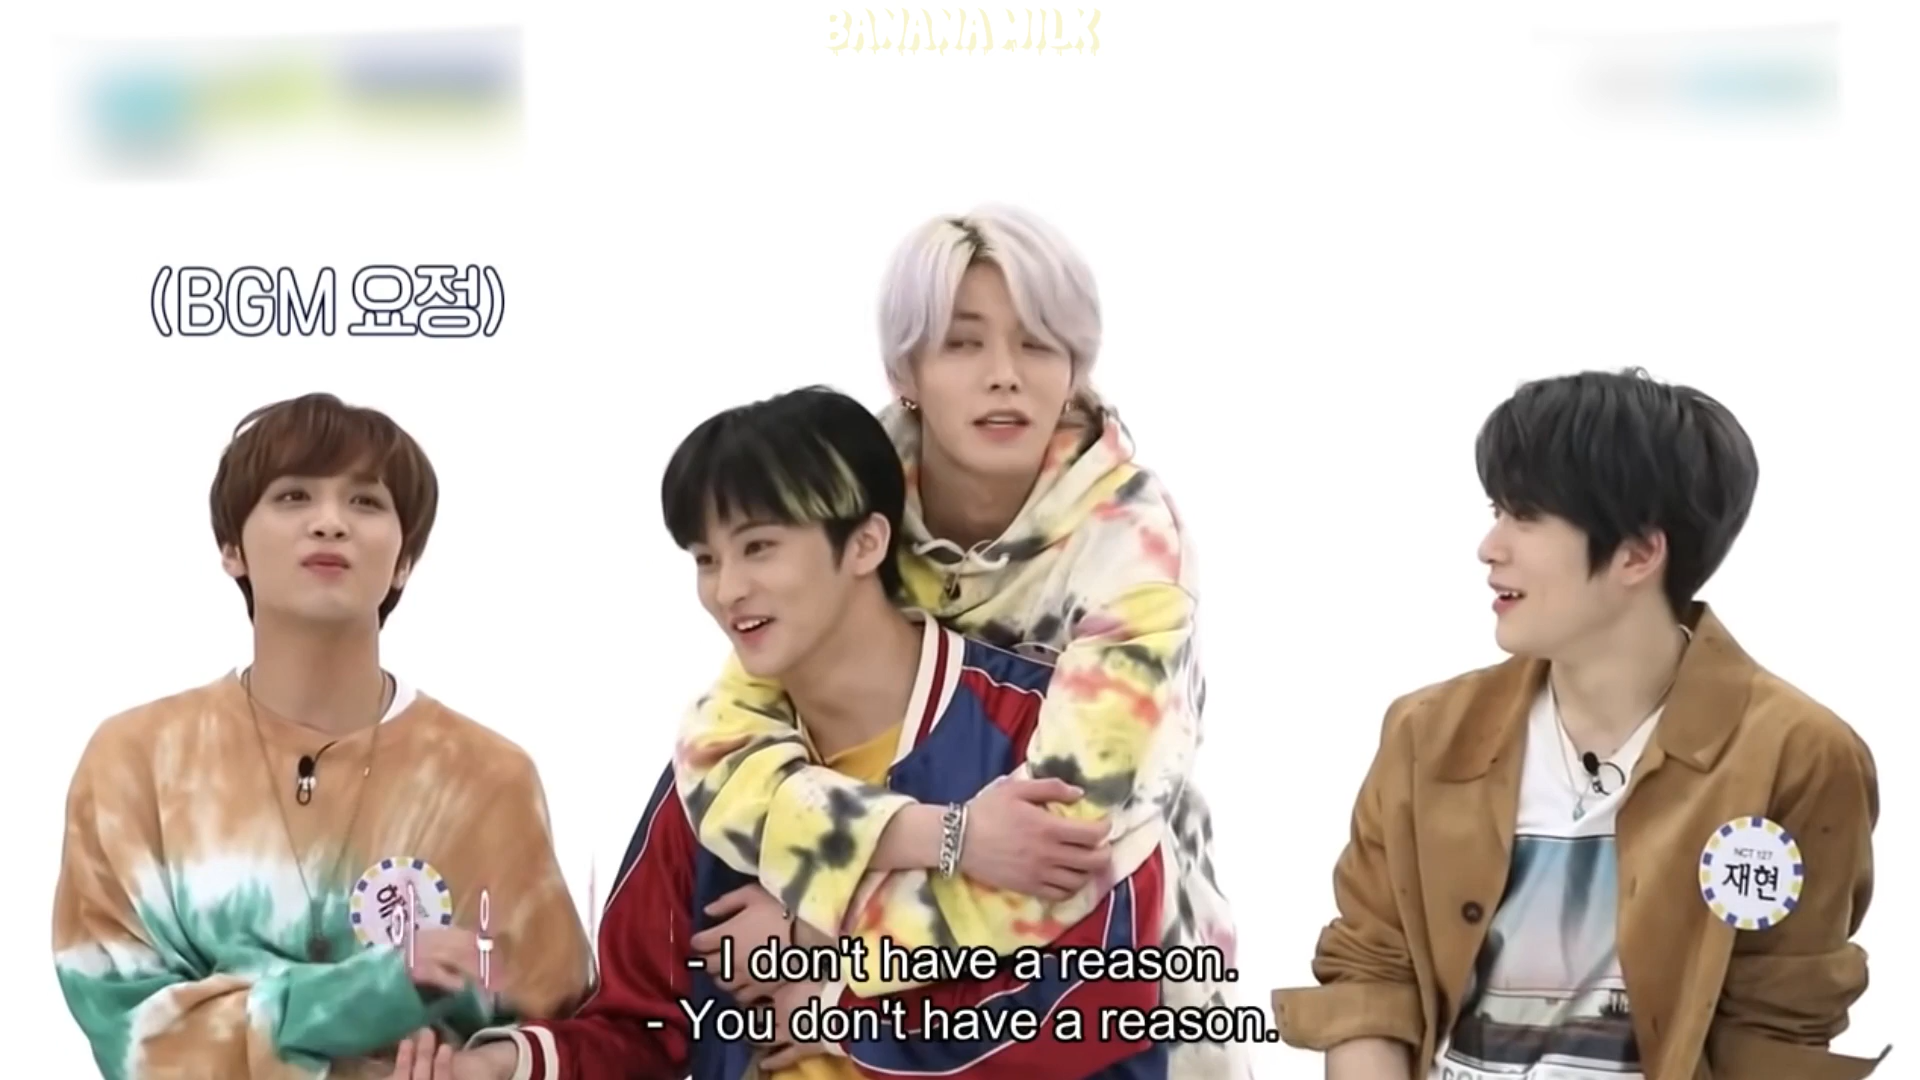 BANANA MILK
(BGM 요정)
NCT 127
재현
- I don't have a reason.
- You don't have a reason.